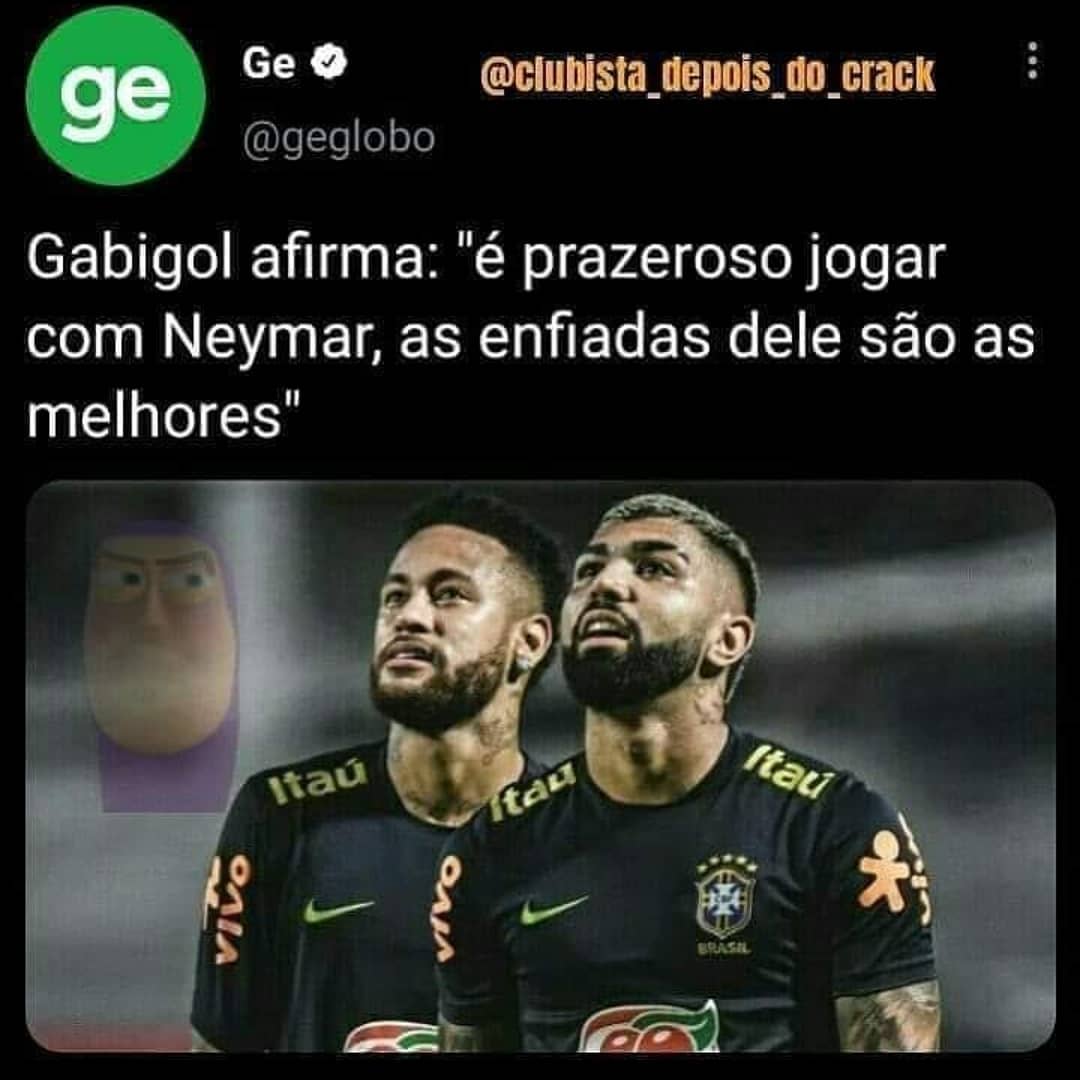 ge
Ge
@clubista_depois_do_crack
@geglobo
Gabigol afirma: "é prazeroso jogar
com Neymar, as enfiadas dele são as
melhores"
Itaú
Itaú
Itaú
vivo
vivo
BRASIL